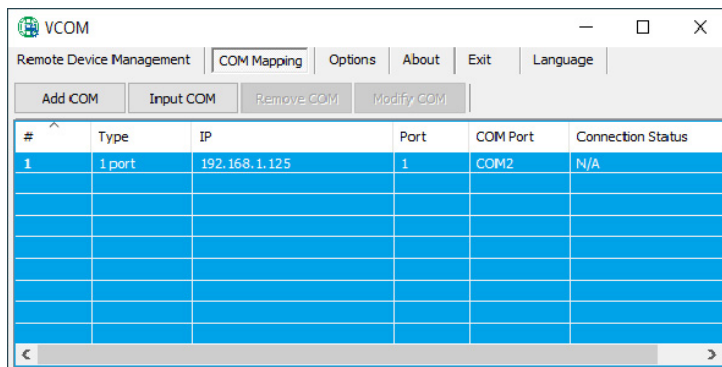 VCOM
Remote Device Management COM Mapping Options About Exit Language
Add COM Input COM Remove COM Modify COM
# Type IP Port COM Port Connection Status
1 1 port 192.168.1.125 1 COM2 N/A